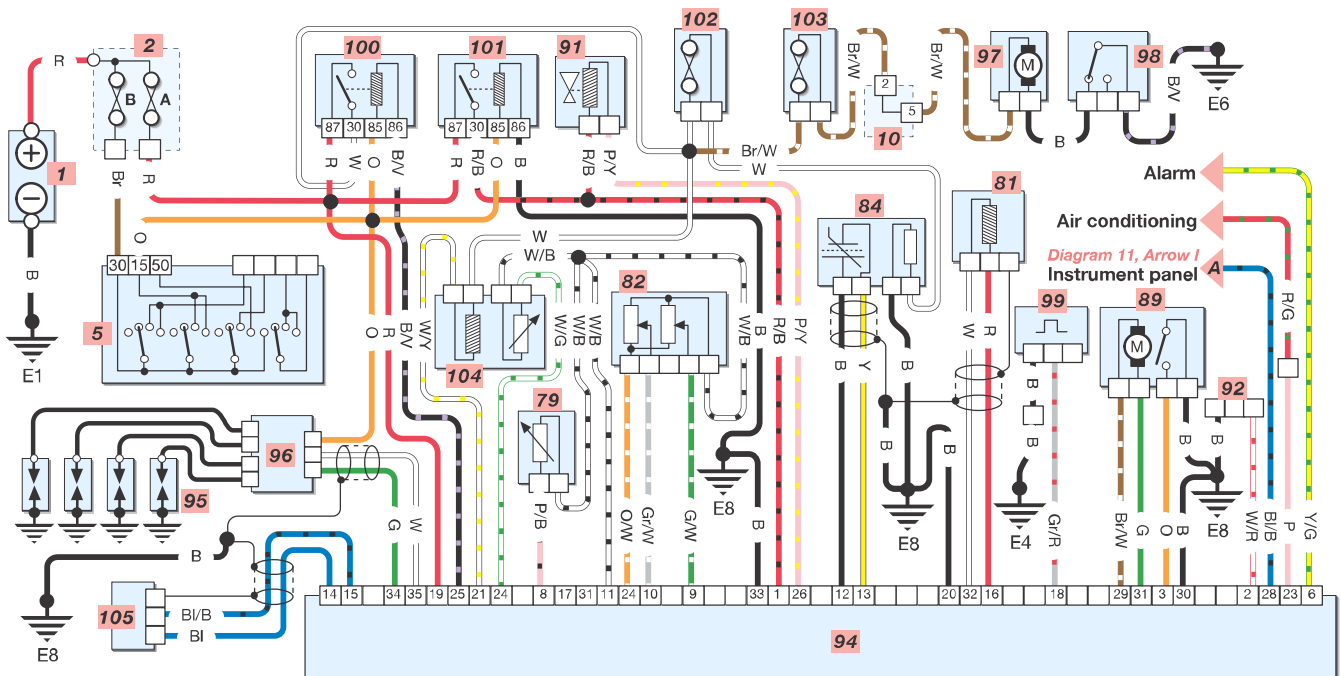 2
100
101
91
102
103
97
98
R
B
A
M
Br/W
Br/W
B/V
E6
2
5
10
B
87 30 85 86
87 30 85 86
1
Br
R
R
W
O
B/V
R
R/B
O
B
R/B
P/Y
Br/W
W
Alarm
81
84
Air conditioning
Diagram 11, Arrow I
Instrument panel
A
O
B
30 15 50
W
W/B
82
99
89
M
R/G
5
E1
O
R
B/V
W/Y
W/G
W/B
W/B
W/B
B
R/B
P/Y
B
Y
B
W
R
104
79
92
B
96
95
E8
B
B
B
E4
B
B
E8
G
W
P/B
O/W
Gr/W
G/W
B
E8
Gr/R
Br/W
G
O
B
W/R
Bl/B
P
Y/G
B
14 15 34 35 19 25 21 24 8 17 31 11 24 10 9 33 1 26 12 13 20 32 16 18 29 31 3 30 2 28 23 6
105
Bl/B
Bl
E8
94